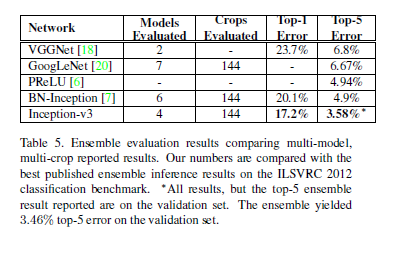 Network Models Evaluated Crops Evaluated Top-1 Error Top-5 Error
VGGNet [18] 2 - 23.7% 6.8%
GoogLeNet [20] 7 144 - 6.67%
PReLU [6] - - - 4.94%
BN-Inception [7] 6 144 20.1% 4.9%
Inception-v3 4 144 17.2% 3.58%*
Table 5. Ensemble evaluation results comparing multi-model,
multi-crop reported results. Our numbers are compared with the
best published ensemble inference results on the ILSVRC 2012
classification benchmark. *All results, but the top-5 ensemble
result reported are on the validation set. The ensemble yielded
3.46% top-5 error on the validation set.